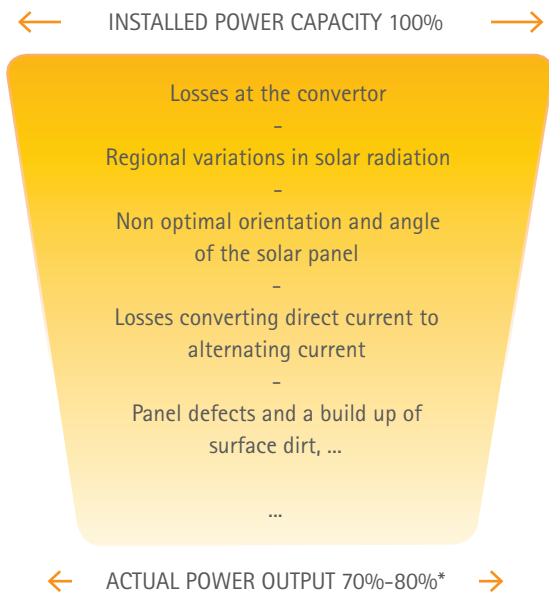 INSTALLED POWER CAPACITY 100%
Losses at the convertor
-
Regional variations in solar radiation
-
Non optimal orientation and angle
of the solar panel
-
Losses converting direct current to
alternating current
-
Panel defects and a build up of
surface dirt, ...
...
ACTUAL POWER OUTPUT 70%-80%*